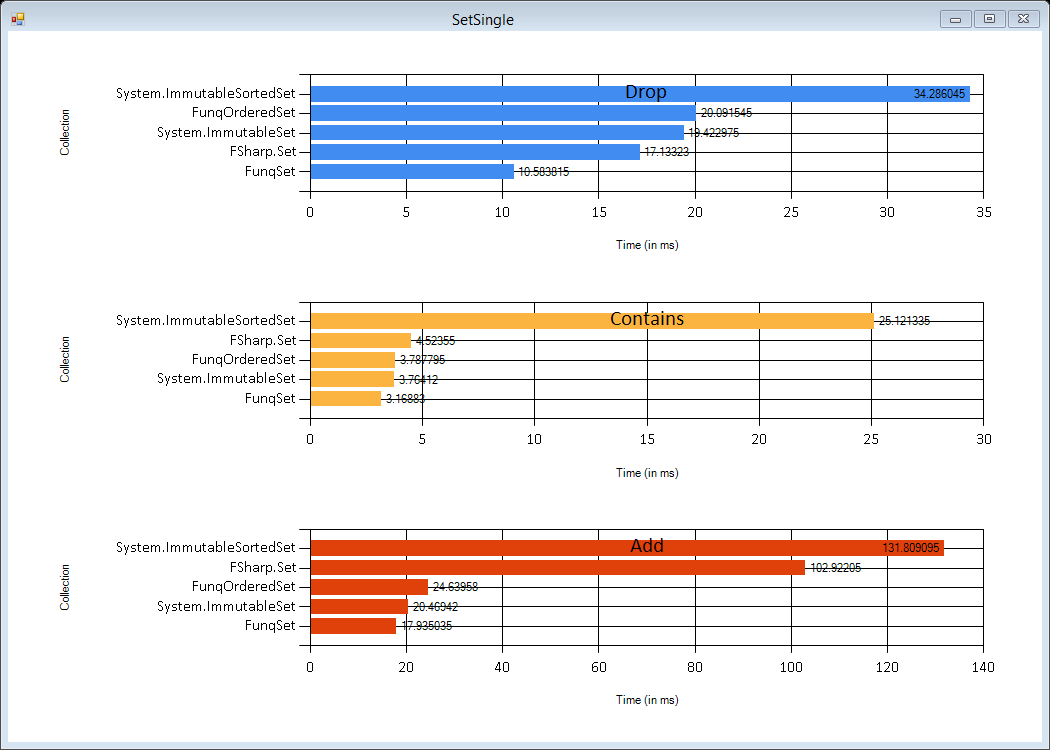 SetSingle
Drop
Collection
System.ImmutableSortedSet 34.286045
FunqOrderedSet 20.091545
System.ImmutableSet 19.422975
FSharp.Set 17.13323
FunqSet 10.583815
0 5 10 15 20 25 30 35
Time (in ms)
Contains
Collection
System.ImmutableSortedSet 25.121335
FSharp.Set 4.52355
FunqOrderedSet 3.787795
System.ImmutableSet 3.76412
FunqSet 3.16883
0 5 10 15 20 25 30
Time (in ms)
Add
Collection
System.ImmutableSortedSet 131.809095
FSharp.Set 102.92205
FunqOrderedSet 24.63958
System.ImmutableSet 20.46942
FunqSet 17.935035
0 20 40 60 80 100 120 140
Time (in ms)